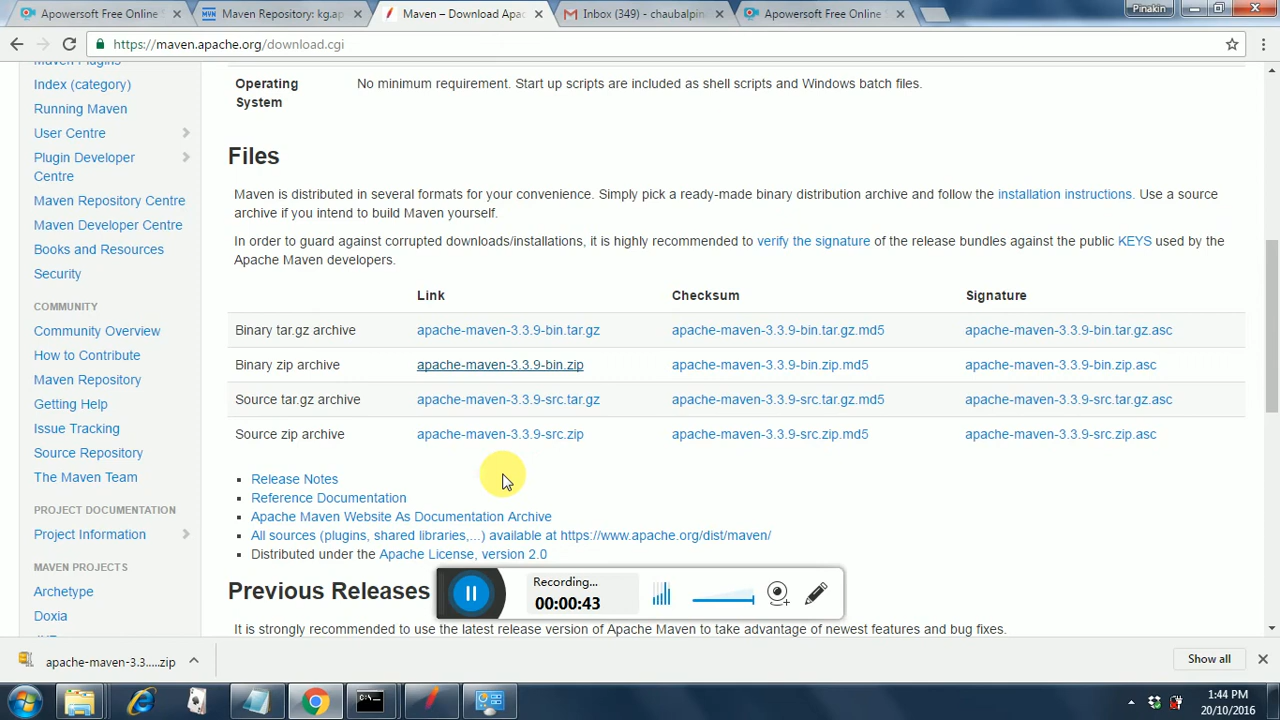 Apowersoft Free Online
Maven Repository: kg.ap
Maven – Download Apac
Inbox (349) - chaubalpin
Apowersoft Free Online
Pinakin
https://maven.apache.org/download.cgi
Maven Plugins
Index (category)
Running Maven
User Centre
Plugin Developer
Centre
Maven Repository Centre
Maven Developer Centre
Books and Resources
Security
COMMUNITY
Community Overview
How to Contribute
Maven Repository
Getting Help
Issue Tracking
Source Repository
The Maven Team
PROJECT DOCUMENTATION
Project Information
MAVEN PROJECTS
Archetype
Doxia
Operating
System
No minimum requirement. Start up scripts are included as shell scripts and Windows batch files.
Files
Maven is distributed in several formats for your convenience. Simply pick a ready-made binary distribution archive and follow the installation instructions. Use a source
archive if you intend to build Maven yourself.
In order to guard against corrupted downloads/installations, it is highly recommended to verify the signature of the release bundles against the public KEYS used by the
Apache Maven developers.
Link Checksum Signature
Binary tar.gz archive apache-maven-3.3.9-bin.tar.gz apache-maven-3.3.9-bin.tar.gz.md5 apache-maven-3.3.9-bin.tar.gz.asc
Binary zip archive apache-maven-3.3.9-bin.zip apache-maven-3.3.9-bin.zip.md5 apache-maven-3.3.9-bin.zip.asc
Source tar.gz archive apache-maven-3.3.9-src.tar.gz apache-maven-3.3.9-src.tar.gz.md5 apache-maven-3.3.9-src.tar.gz.asc
Source zip archive apache-maven-3.3.9-src.zip apache-maven-3.3.9-src.zip.md5 apache-maven-3.3.9-src.zip.asc
Release Notes
Reference Documentation
Apache Maven Website As Documentation Archive
All sources (plugins, shared libraries,...) available at https://www.apache.org/dist/maven/
Distributed under the Apache License, version 2.0
Previous Releases
It is strongly recommended to use the latest release version of Apache Maven to take advantage of newest features and bug fixes.
Recording...
00:00:43
apache-maven-3.3.....zip
Show all
1:44 PM
20/10/2016